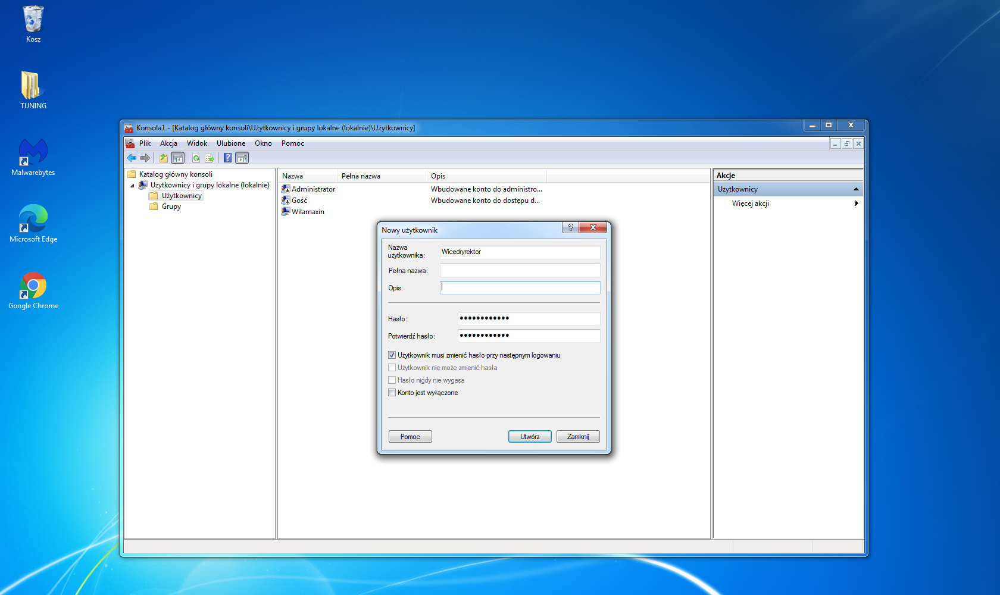 Kosz
TUNING
Malwarebytes
Microsoft Edge
Google Chrome
Konsola1 - [Katalog główny konsoli\Użytkownicy i grupy lokalne (lokalnie)\Użytkownicy]
Plik Akcja Widok Ulubione Okno Pomoc
Katalog główny konsoli
Użytkownicy i grupy lokalne (lokalnie)
Użytkownicy
Grupy
Nazwa Pełna nazwa Opis
Administrator Wbudowane konto do administro...
Gość Wbudowane konto do dostępu d...
Wilamaxin
Akcje
Użytkownicy
Więcej akcji
Nowy użytkownik
Nazwa
użytkownika: Wicedryrektor
Pełna nazwa:
Opis:
Hasło: ••••••••••••
Potwierdź hasło: ••••••••••••
Użytkownik musi zmienić hasło przy następnym logowaniu
Użytkownik nie może zmienić hasła
Hasło nigdy nie wygasa
Konto jest wyłączone
Pomoc Utwórz Zamknij